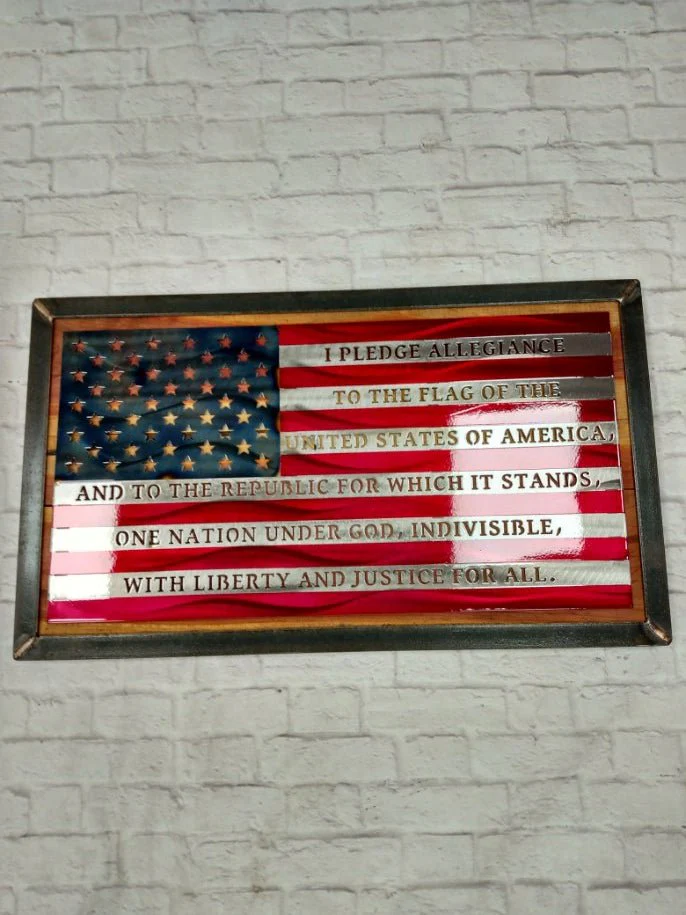 I PLEDGE ALLEGIANCE
TO THE FLAG OF THE
UNITED STATES OF AMERICA,
AND TO THE REPUBLIC FOR WHICH IT STANDS,
ONE NATION UNDER GOD, INDIVISIBLE,
WITH LIBERTY AND JUSTICE FOR ALL.